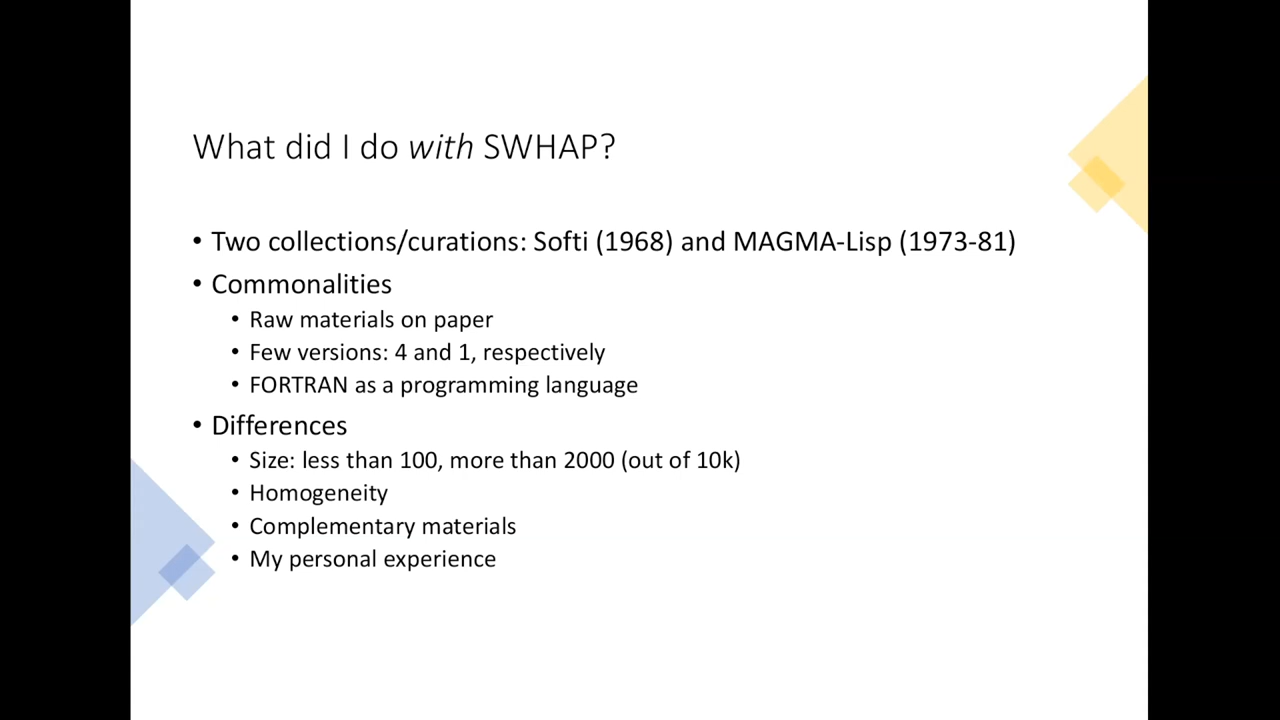 What did I do with SWHAP?
• Two collections/curations: Softi (1968) and MAGMA-Lisp (1973-81)
• Commonalities
• Raw materials on paper
• Few versions: 4 and 1, respectively
• FORTRAN as a programming language
• Differences
• Size: less than 100, more than 2000 (out of 10k)
• Homogeneity
• Complementary materials
• My personal experience